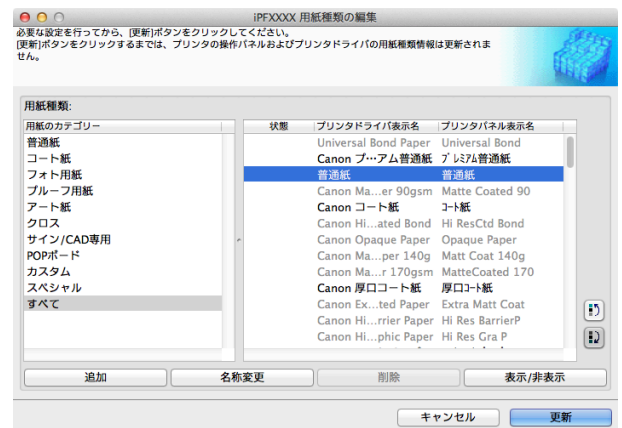 iPFXXXX 用紙種類の編集
必要な設定を行ってから、[更新]ボタンをクリックしてください。
[更新]ボタンをクリックするまでは、プリンタの操作パネルおよびプリンタドライバの用紙種類情報は更新されま
せん。
用紙種類:
用紙のカテゴリー
普通紙
コート紙
フォト用紙
プルーフ用紙
アート紙
クロス
サイン/CAD専用
POPボード
カスタム
スペシャル
すべて
状態 プリンタドライバ表示名 プリンタパネル表示名
Universal Bond Paper Universal Bond
Canon プ…アム普通紙 プレミアム普通紙
普通紙 普通紙
Canon Ma...er 90gsm Matte Coated 90
Canon コート紙 コート紙
Canon Hi...ated Bond Hi ResCtd Bond
Canon Opaque Paper Opaque Paper
Canon Ma...per 140g Matt Coat 140g
Canon Ma...r 170gsm MatteCoated 170
Canon 厚口コート紙 厚口コート紙
Canon Ex...ted Paper Extra Matt Coat
Canon Hi...rrier Paper Hi Res BarrierP
Canon Hi...phic Paper Hi Res Gra P
追加 名称変更 削除 表示/非表示
キャンセル 更新